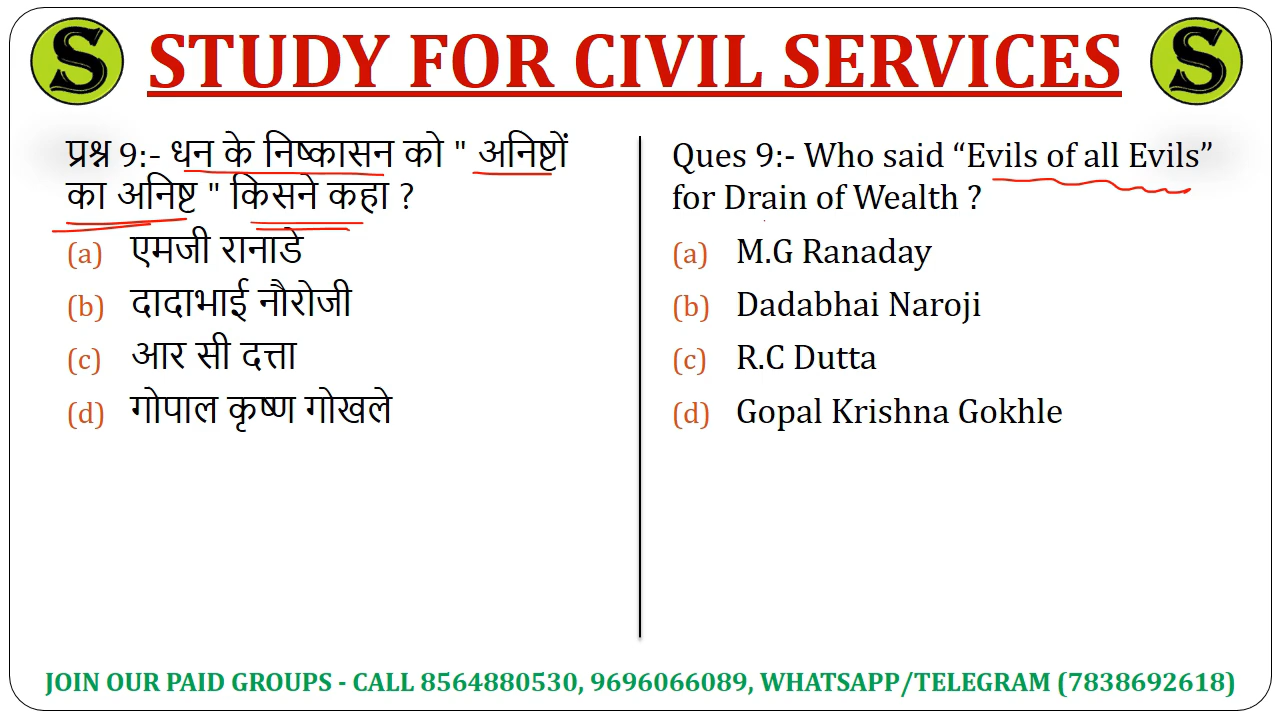 S STUDY FOR CIVIL SERVICES S
प्रश्न 9:- धन के निष्कासन को " अनिष्टों
का अनिष्ट " किसने कहा ?
(a) एमजी रानाडे
(b) दादाभाई नौरोजी
(c) आर सी दत्ता
(d) गोपाल कृष्ण गोखले
Ques 9:- Who said “Evils of all Evils”
for Drain of Wealth ?
(a) M.G Ranaday
(b) Dadabhai Naroji
(c) R.C Dutta
(d) Gopal Krishna Gokhle
JOIN OUR PAID GROUPS - CALL 8564880530, 9696066089, WHATSAPP/TELEGRAM (7838692618)